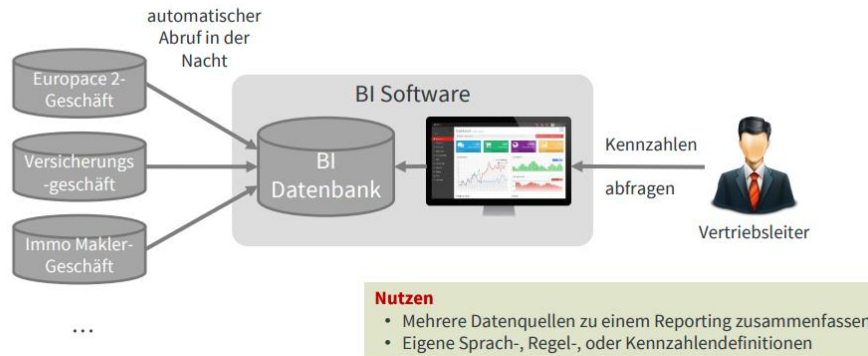 automatischer
Abruf in der
Nacht
Europace 2-
Geschäft
BI Software
Versicherungs
-geschäft
BI
Datenbank
Kennzahlen
abfragen
Vertriebsleiter
Immo Makler-
Geschäft
...
Nutzen
• Mehrere Datenquellen zu einem Reporting zusammenfassen
• Eigene Sprach-, Regel-, oder Kennzahlendefinitionen